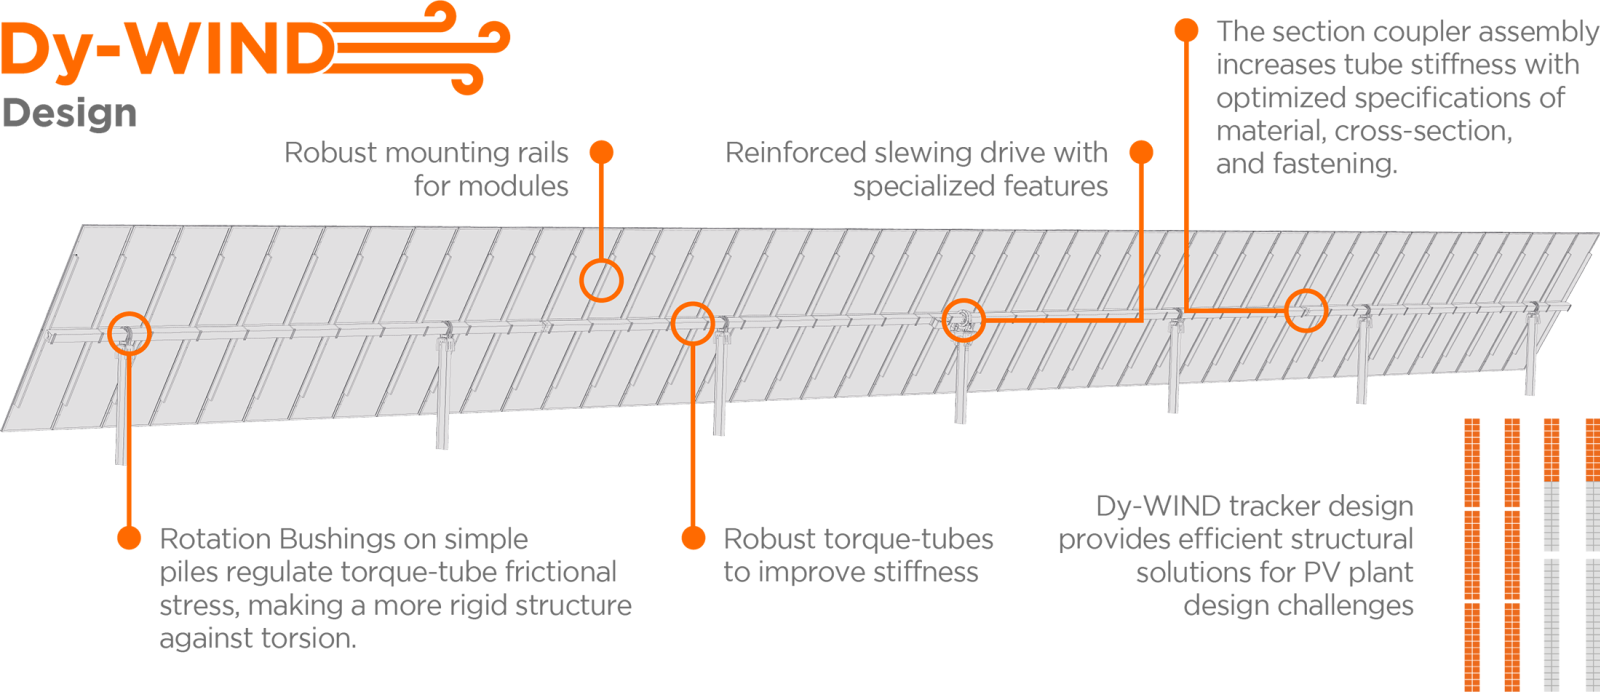 Dy-WIND
Design
Robust mounting rails
for modules
Reinforced slewing drive with
specialized features
The section coupler assembly
increases tube stiffness with
optimized specifications of
material, cross-section,
and fastening.
Rotation Bushings on simple
piles regulate torque-tube frictional
stress, making a more rigid structure
against torsion.
Robust torque-tubes
to improve stiffness
Dy-WIND tracker design
provides efficient structural
solutions for PV plant
design challenges